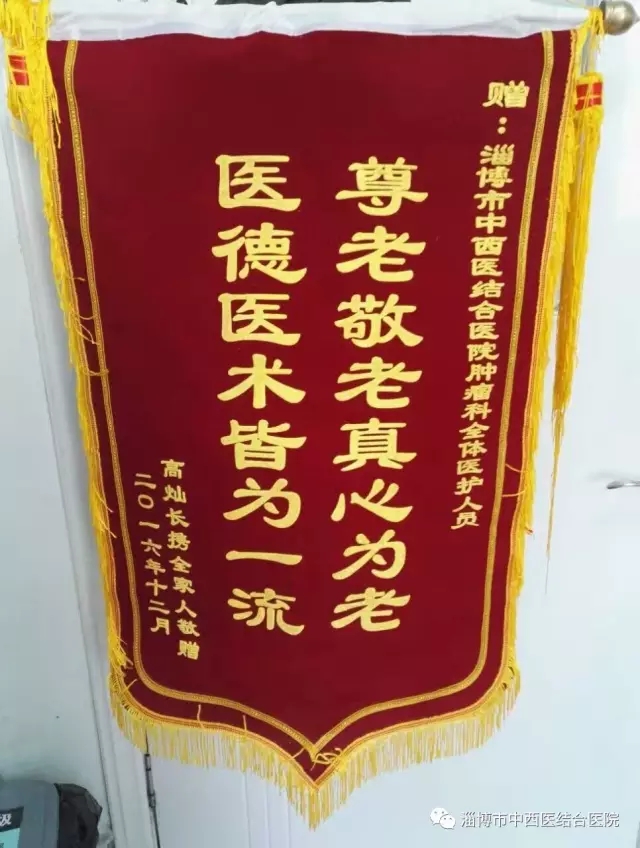 赠：淄博市中西医结合医院肿瘤科全体医护人员
尊老敬老真心为老
医德医术皆为一流
高灿长携全家人敬赠
二〇一六年十二月
淄博市中西医结合医院